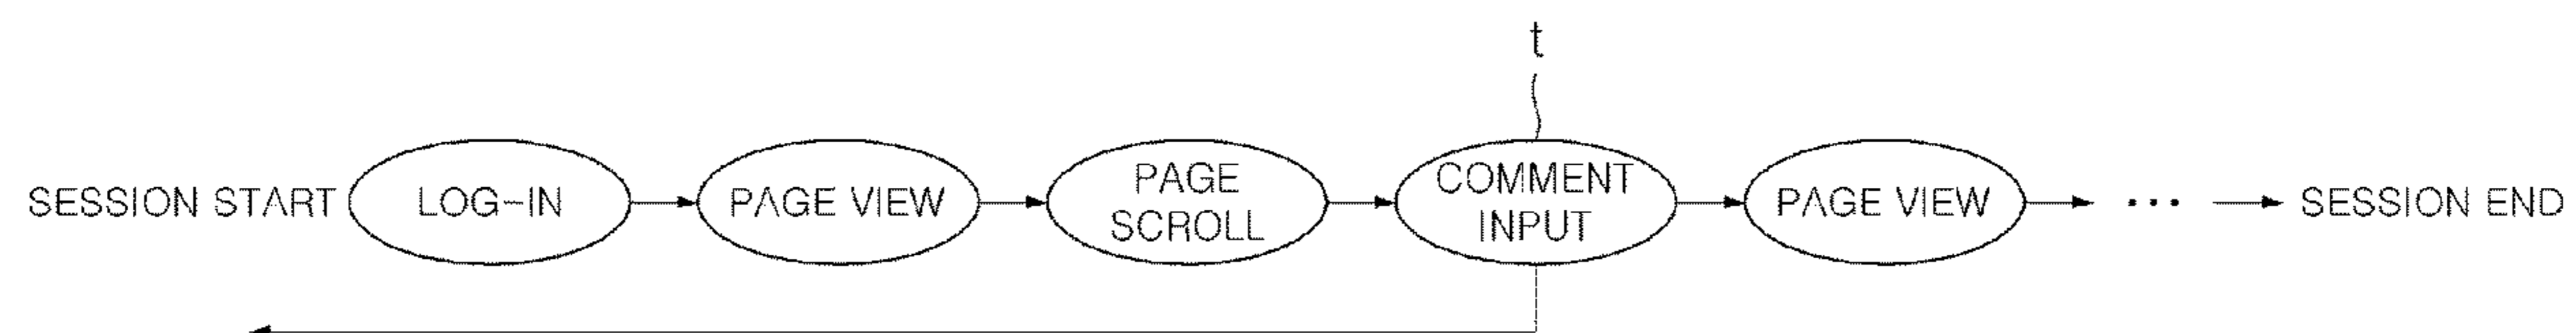 t
SESSION START
LOG-IN
PAGE VIEW
PAGE
SCROLL
COMMENT
INPUT
PAGE VIEW
...
SESSION END